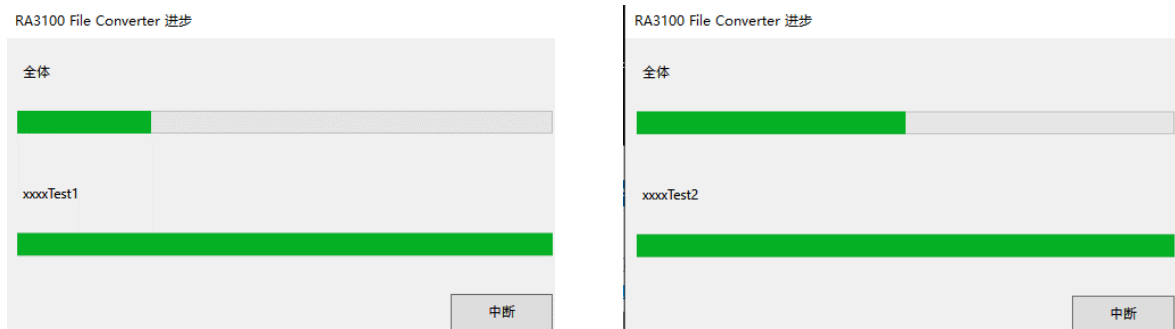 RA3100 File Converter 进步
全体
xxxxTest1
中断
RA3100 File Converter 进步
全体
xxxxTest2
中断